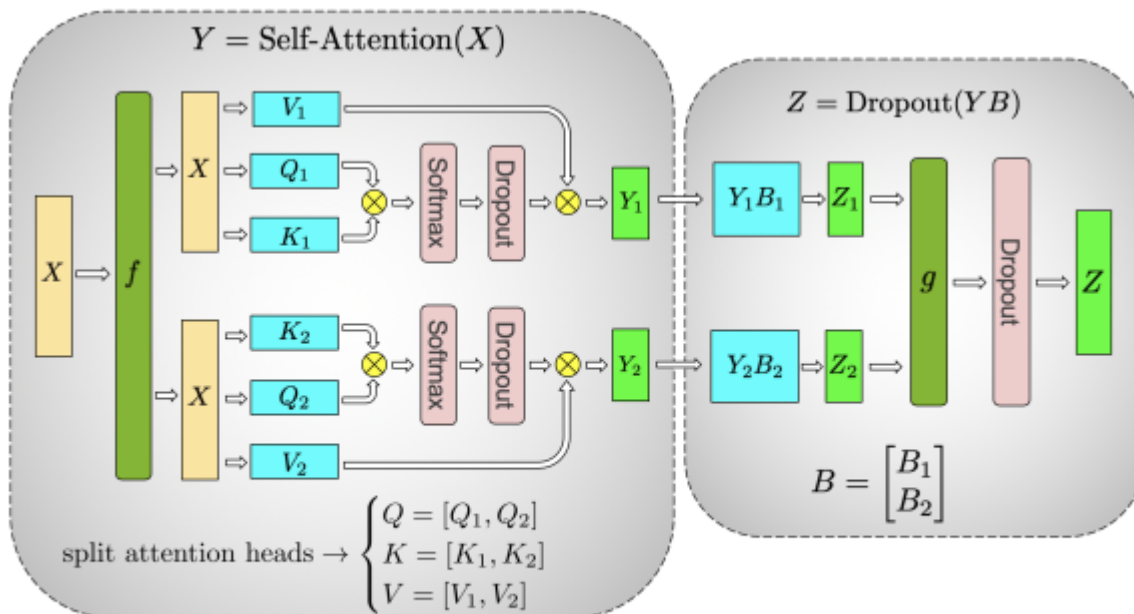 Y = Self-Attention(X)
X
f
X
V₁
Q₁
K₁
Softmax
Dropout
Y₁
X
K₂
Q₂
V₂
Softmax
Dropout
Y₂
split attention heads → { Q = [Q₁, Q₂]
K = [K₁, K₂]
V = [V₁, V₂]
Z = Dropout(YB)
Y₁B₁
Z₁
Y₂B₂
Z₂
g
Dropout
Z
B = [B₁
B₂]